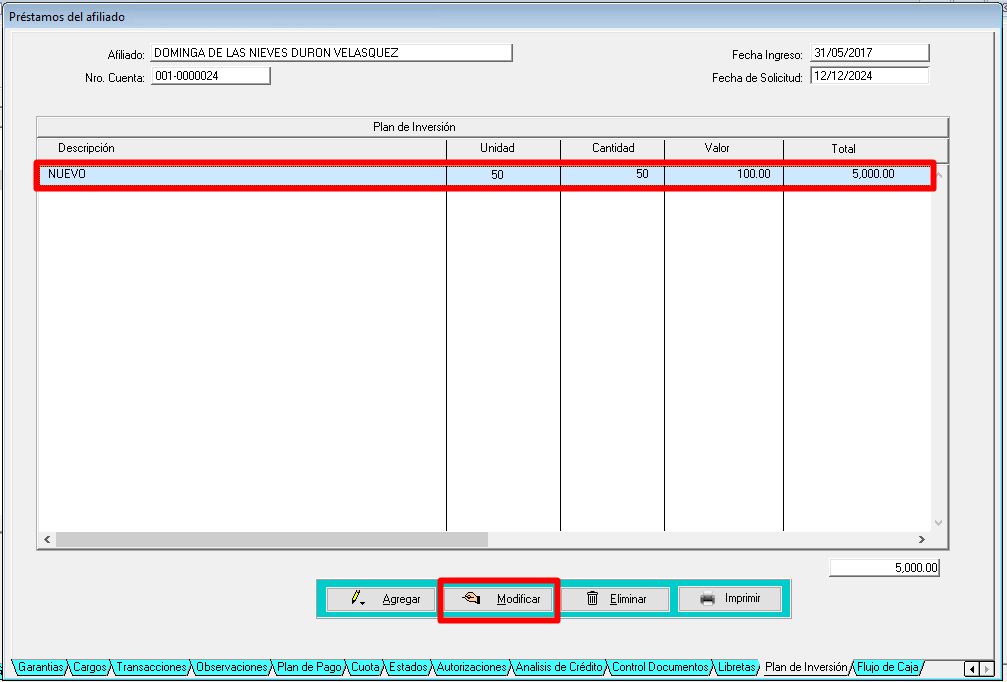 Préstamos del afiliado
Afiliado: DOMINGA DE LAS NIEVES DURON VELASQUEZ Fecha Ingreso: 31/05/2017
Nro. Cuenta: 001-0000024 Fecha de Solicitud: 12/12/2024
Plan de Inversión
Descripción Unidad Cantidad Valor Total
NUEVO 50 50 100.00 5,000.00
5,000.00
Agregar Modificar Eliminar Imprimir
Garantias Cargos Transacciones Observaciones Plan de Pago Cuota Estados Autorizaciones Analisis de Crédito Control Documentos Libretas Plan de Inversión Flujo de Caja